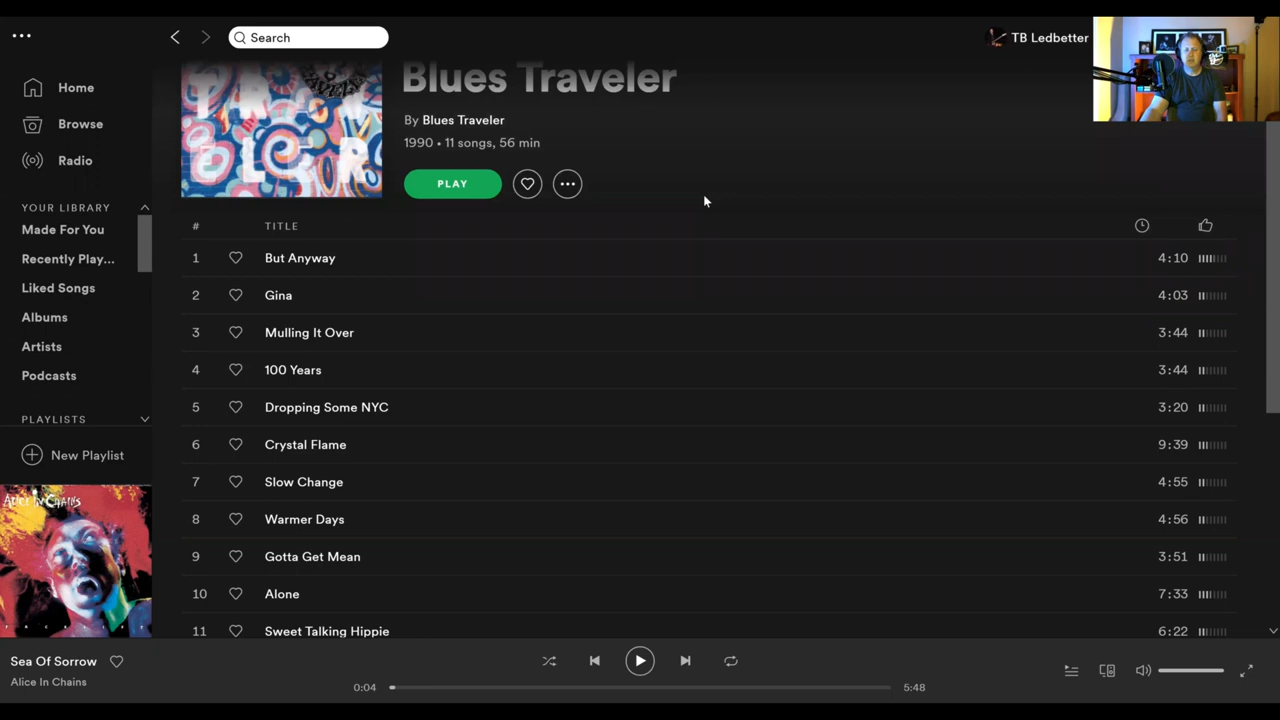 Search
TB Ledbetter
Home
Browse
Radio
YOUR LIBRARY
Made For You
Recently Play...
Liked Songs
Albums
Artists
Podcasts
PLAYLISTS
New Playlist
ALICE IN CHAINS
FACELIFT
Sea Of Sorrow
Alice In Chains
Blues Traveler
By Blues Traveler
1990 • 11 songs, 56 min
PLAY
# TITLE
1 But Anyway 4:10
2 Gina 4:03
3 Mulling It Over 3:44
4 100 Years 3:44
5 Dropping Some NYC 3:20
6 Crystal Flame 9:39
7 Slow Change 4:55
8 Warmer Days 4:56
9 Gotta Get Mean 3:51
10 Alone 7:33
11 Sweet Talking Hippie 6:22
0:04 5:48